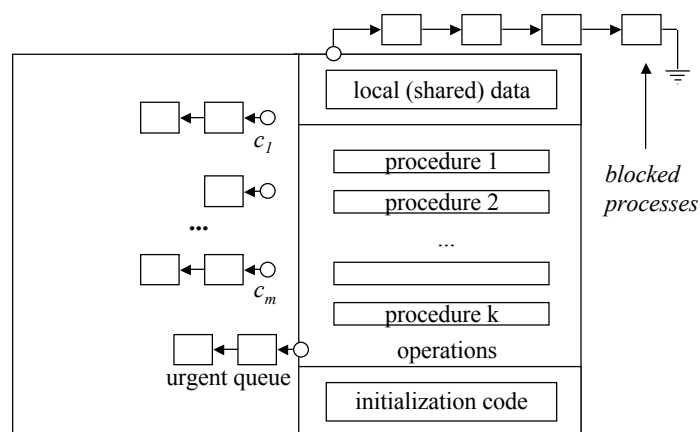 local (shared) data
c1
procedure 1
blocked
processes
procedure 2
...
...
cm
procedure k
operations
urgent queue
initialization code